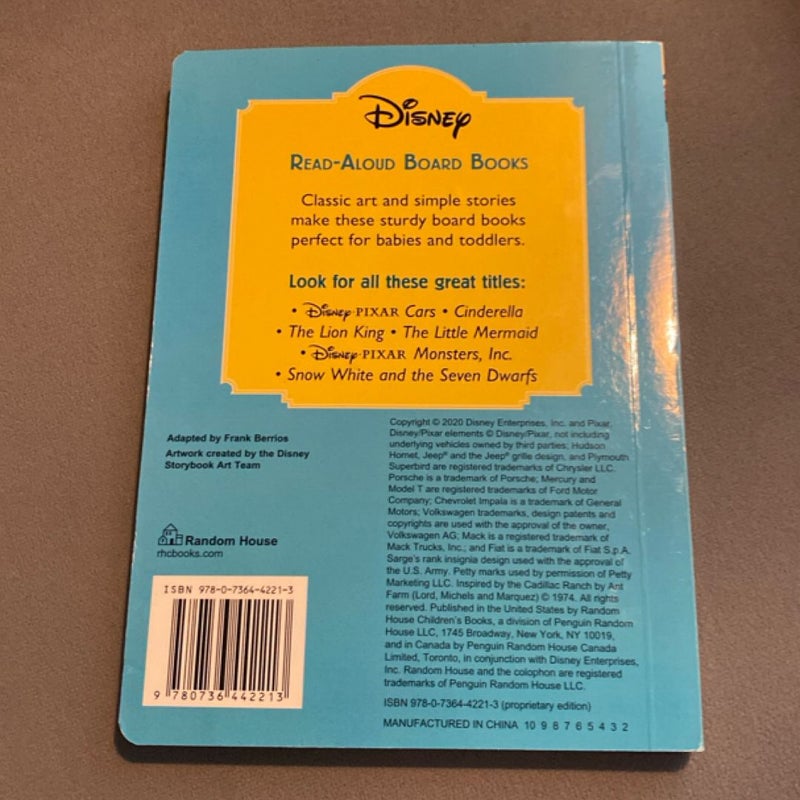 Disney
Read-Aloud Board Books
Classic art and simple stories
make these sturdy board books
perfect for babies and toddlers.
Look for all these great titles:
• Disney·PIXAR Cars • Cinderella
• The Lion King • The Little Mermaid
• Disney·PIXAR Monsters, Inc.
• Snow White and the Seven Dwarfs
Adapted by Frank Berrios
Artwork created by the Disney
Storybook Art Team
Random House
rhcbooks.com
ISBN 978-0-7364-4221-3
9 780736 442213
Copyright © 2020 Disney Enterprises, Inc. and Pixar.
Disney/Pixar elements © Disney/Pixar, not including
underlying vehicles owned by third parties; Hudson
Hornet, Jeep® and the Jeep® grille design, and Plymouth
Superbird are registered trademarks of Chrysler LLC.
Porsche is a trademark of Porsche; Mercury and
Model T are registered trademarks of Ford Motor
Company; Chevrolet Impala is a trademark of General
Motors; Volkswagen trademarks, design patents and
copyrights are used with the approval of the owner,
Volkswagen AG; Mack is a registered trademark of
Mack Trucks, Inc.; and Fiat is a trademark of Fiat S.p.A.
Sarge's rank insignia design used with the approval of
the U.S. Army. Petty marks used by permission of Petty
Marketing LLC. Inspired by the Cadillac Ranch by Ant
Farm (Lord, Michels and Marquez) © 1974. All rights
reserved. Published in the United States by Random
House Children's Books, a division of Penguin Random
House LLC, 1745 Broadway, New York, NY 10019,
and in Canada by Penguin Random House Canada
Limited, Toronto, in conjunction with Disney Enterprises,
Inc. Random House and the colophon are registered
trademarks of Penguin Random House LLC.
ISBN 978-0-7364-4221-3 (proprietary edition)
MANUFACTURED IN CHINA 10 9 8 7 6 5 4 3 2